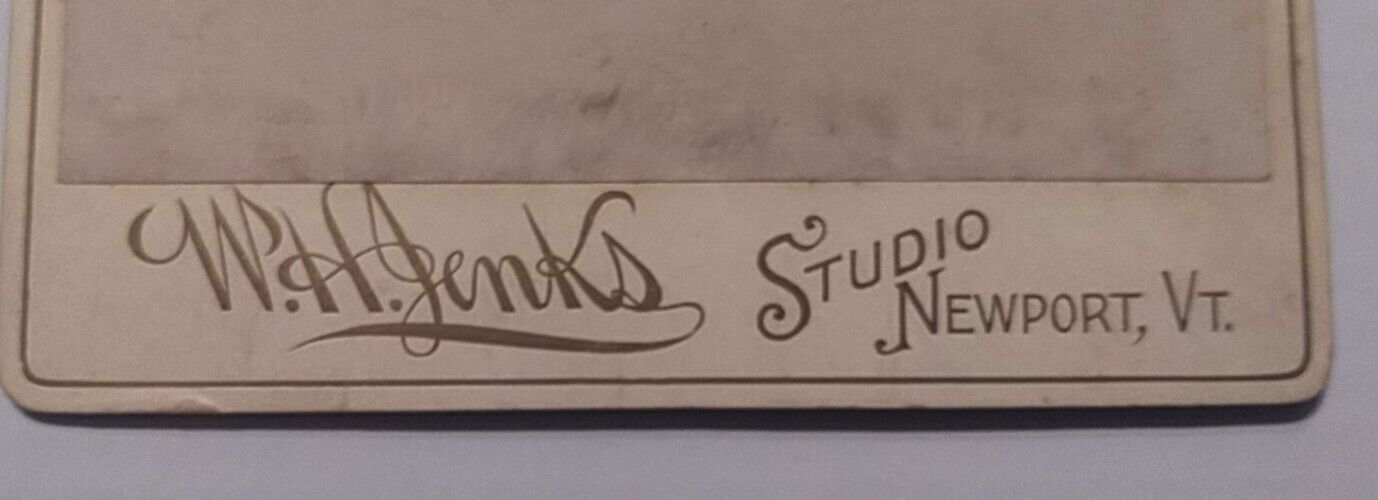 W. H. Jenks
Studio
Newport, Vt.